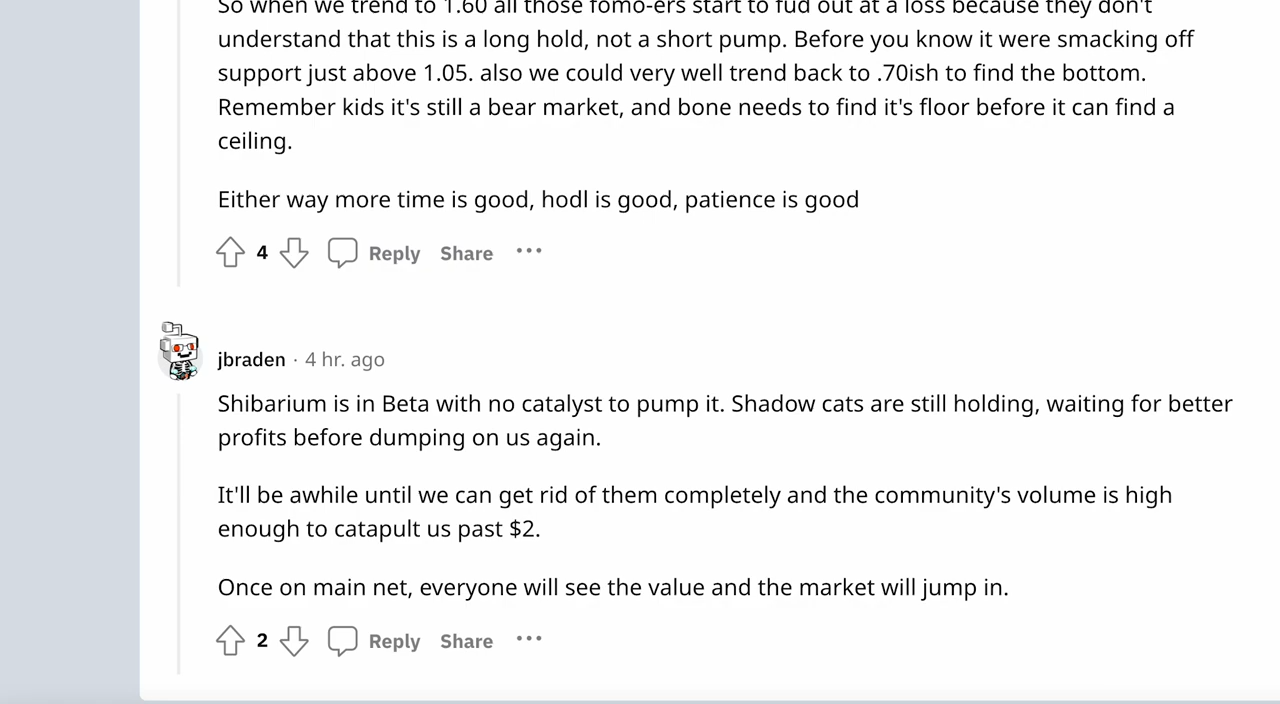 So when we trend to 1.60 all those fomo-ers start to fud out at a loss because they don't
understand that this is a long hold, not a short pump. Before you know it were smacking off
support just above 1.05. also we could very well trend back to .70ish to find the bottom.
Remember kids it's still a bear market, and bone needs to find it's floor before it can find a
ceiling.
Either way more time is good, hodl is good, patience is good
4 Reply Share ...
jbraden · 4 hr. ago
Shibarium is in Beta with no catalyst to pump it. Shadow cats are still holding, waiting for better
profits before dumping on us again.
It'll be awhile until we can get rid of them completely and the community's volume is high
enough to catapult us past $2.
Once on main net, everyone will see the value and the market will jump in.
2 Reply Share ...